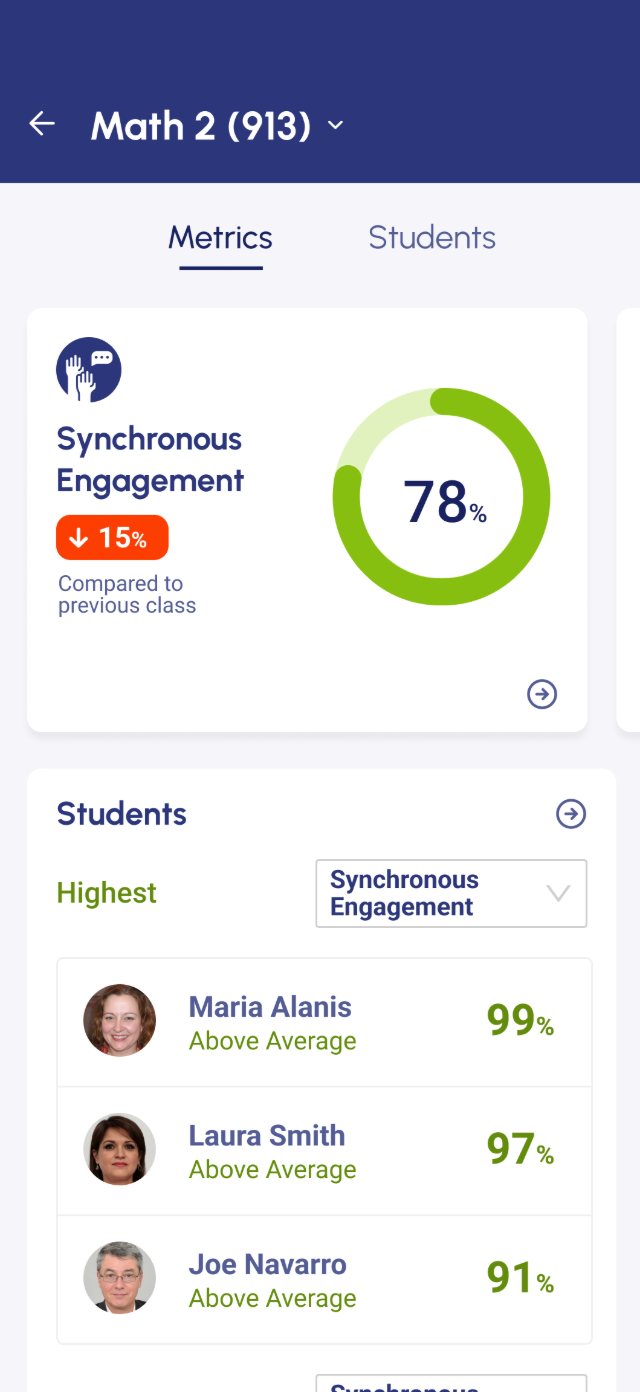 Math 2 (913)
Metrics
Students
Synchronous
Engagement
15%
Compared to
previous class
78%
Students
Highest
Synchronous
Engagement
Maria Alanis
Above Average
99%
Laura Smith
Above Average
97%
Joe Navarro
Above Average
91%
Synchronous